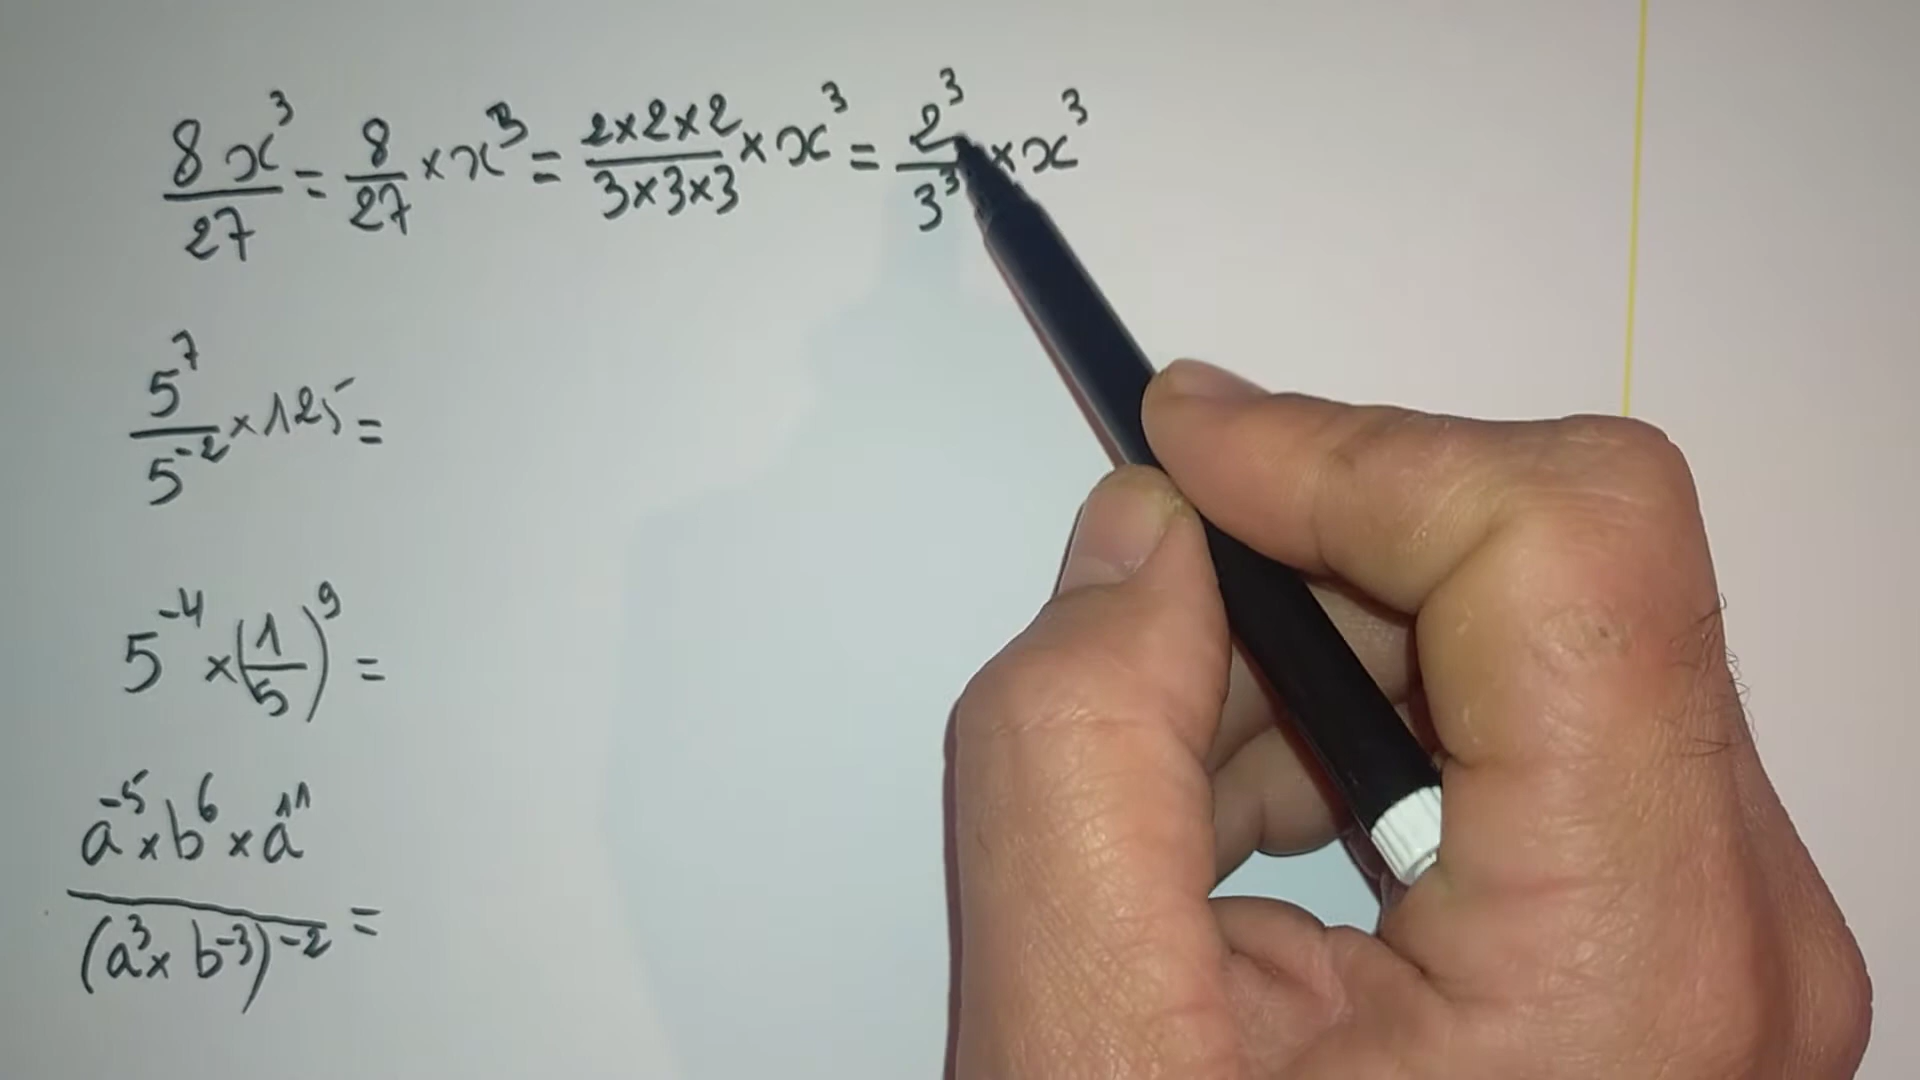 8x³/27 = 8/27 × x³ = 2×2×2/3×3×3 × x³ = 2³/3³ × x³
5⁷/5⁻² × 125 =
5⁻⁴ × (1/5)⁹ =
a⁻⁵ × b⁶ × a¹¹/(a³ × b⁻³)⁻² =